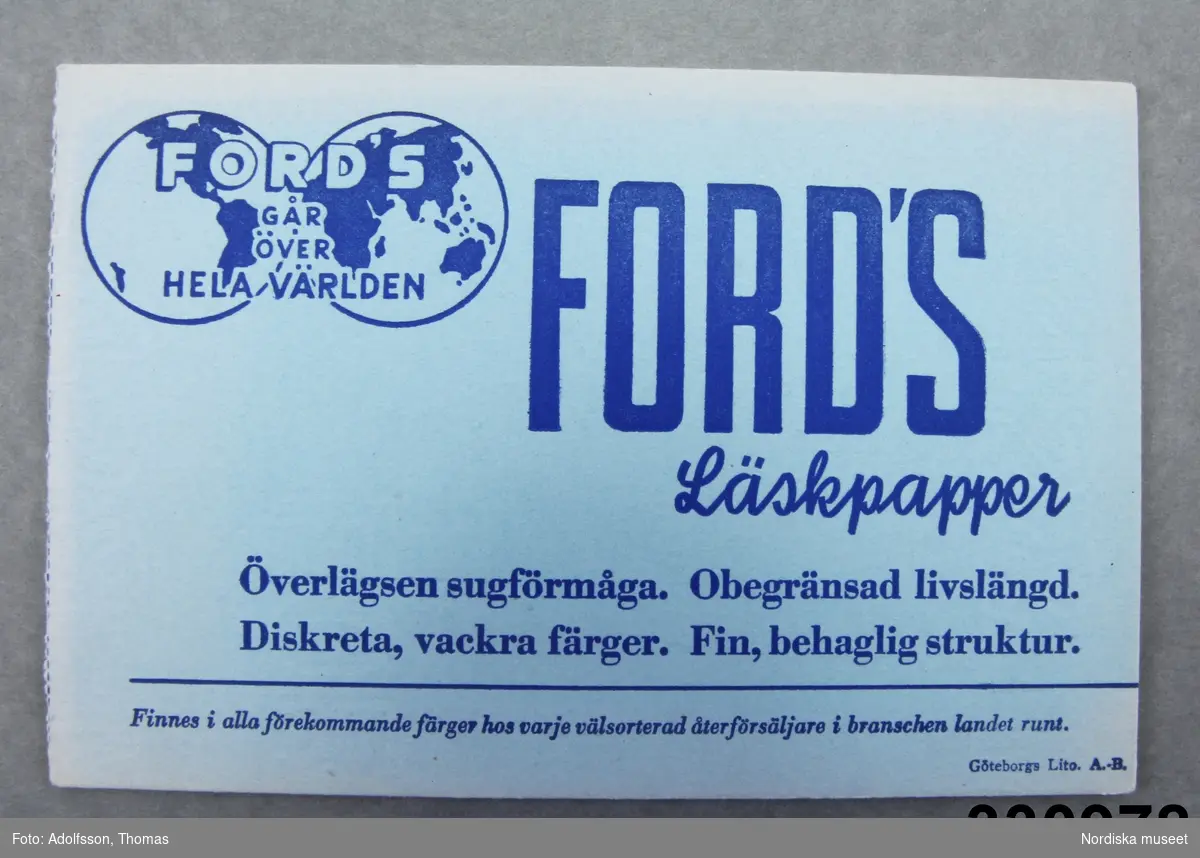 FORD'S
GÅR
ÖVER
HELA VÄRLDEN
FORD'S
Läskpapper
Överlägsen sugförmåga. Obegränsad livslängd.
Diskreta, vackra färger. Fin, behaglig struktur.
Finnes i alla förekommande färger hos varje välsorterad återförsäljare i branschen landet runt.
Göteborgs Lito. A.-B.
Foto: Adolfsson, Thomas
Nordiska museet